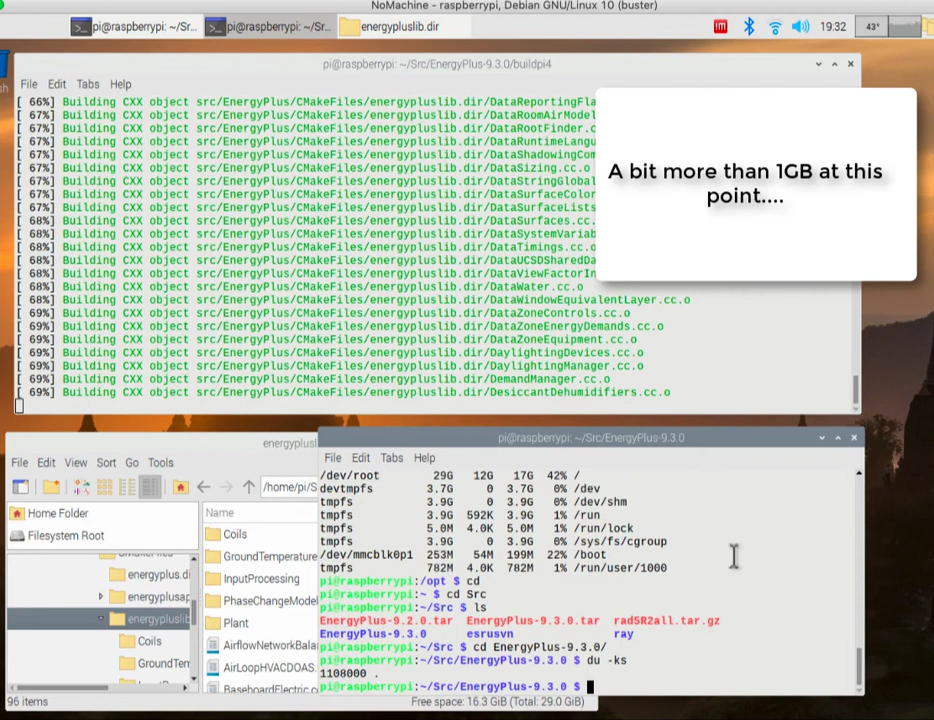 NoMachine - raspberrypi, Debian GNU/Linux 10 (buster)
pi@raspberrypi: ~/Sr... pi@raspberrypi: ~/Sr... energypluslib.dir 19:32 43°
pi@raspberrypi: ~/Src/EnergyPlus-9.3.0/buildpi4
File Edit Tabs Help
[ 66%] Building CXX object src/EnergyPlus/CMakeFiles/energypluslib.dir/DataReportingFla
[ 67%] Building CXX object src/EnergyPlus/CMakeFiles/energypluslib.dir/DataRoomAirModel
[ 67%] Building CXX object src/EnergyPlus/CMakeFiles/energypluslib.dir/DataRootFinder.c
[ 67%] Building CXX object src/EnergyPlus/CMakeFiles/energypluslib.dir/DataRuntimeLangu
[ 67%] Building CXX object src/EnergyPlus/CMakeFiles/energypluslib.dir/DataShadowingCom
[ 67%] Building CXX object src/EnergyPlus/CMakeFiles/energypluslib.dir/DataSizing.cc.o
[ 67%] Building CXX object src/EnergyPlus/CMakeFiles/energypluslib.dir/DataStringGlobal
[ 67%] Building CXX object src/EnergyPlus/CMakeFiles/energypluslib.dir/DataSurfaceColor
[ 67%] Building CXX object src/EnergyPlus/CMakeFiles/energypluslib.dir/DataSurfaceLists
[ 68%] Building CXX object src/EnergyPlus/CMakeFiles/energypluslib.dir/DataSurfaces.cc.
[ 68%] Building CXX object src/EnergyPlus/CMakeFiles/energypluslib.dir/DataSystemVariab
[ 68%] Building CXX object src/EnergyPlus/CMakeFiles/energypluslib.dir/DataTimings.cc.o
[ 68%] Building CXX object src/EnergyPlus/CMakeFiles/energypluslib.dir/DataUCSDSharedDa
[ 68%] Building CXX object src/EnergyPlus/CMakeFiles/energypluslib.dir/DataViewFactorIn
[ 68%] Building CXX object src/EnergyPlus/CMakeFiles/energypluslib.dir/DataWater.cc.o
[ 68%] Building CXX object src/EnergyPlus/CMakeFiles/energypluslib.dir/DataWindowEquivalentLayer.cc.o
[ 69%] Building CXX object src/EnergyPlus/CMakeFiles/energypluslib.dir/DataZoneControls.cc.o
[ 69%] Building CXX object src/EnergyPlus/CMakeFiles/energypluslib.dir/DataZoneEnergyDemands.cc.o
[ 69%] Building CXX object src/EnergyPlus/CMakeFiles/energypluslib.dir/DataZoneEquipment.cc.o
[ 69%] Building CXX object src/EnergyPlus/CMakeFiles/energypluslib.dir/DaylightingDevices.cc.o
[ 69%] Building CXX object src/EnergyPlus/CMakeFiles/energypluslib.dir/DaylightingManager.cc.o
[ 69%] Building CXX object src/EnergyPlus/CMakeFiles/energypluslib.dir/DemandManager.cc.o
[ 69%] Building CXX object src/EnergyPlus/CMakeFiles/energypluslib.dir/DesiccantDehumidifiers.cc.o
A bit more than 1GB at this
point....
energyplusl
File Edit View Sort Go Tools
/home/pi/S
Home Folder
Filesystem Root
energyplus.di
energyplusap
energypluslib
Coils
GroundTem
Name
Coils
GroundTemperature
InputProcessing
PhaseChangeModel
Plant
AirflowNetworkBala
AirLoopHVACDOAS.
BaseboardElectric.c
96 items
Free space: 16.3 GiB (Total: 29.0 GiB)
pi@raspberrypi: ~/Src/EnergyPlus-9.3.0
File Edit Tabs Help
/dev/root 29G 12G 17G 42% /
devtmpfs 3.7G 0 3.7G 0% /dev
tmpfs 3.9G 0 3.9G 0% /dev/shm
tmpfs 3.9G 592K 3.9G 1% /run
tmpfs 5.0M 4.0K 5.0M 1% /run/lock
tmpfs 3.9G 0 3.9G 0% /sys/fs/cgroup
/dev/mmcblk0p1 253M 54M 199M 22% /boot
tmpfs 782M 4.0K 782M 1% /run/user/1000
pi@raspberrypi:/opt $ cd
pi@raspberrypi:~ $ cd Src
pi@raspberrypi:~/Src $ ls
EnergyPlus-9.2.0.tar EnergyPlus-9.3.0.tar rad5R2all.tar.gz
EnergyPlus-9.3.0 esrusvn ray
pi@raspberrypi:~/Src $ cd EnergyPlus-9.3.0/
pi@raspberrypi:~/Src/EnergyPlus-9.3.0 $ du -ks
1108000 .
pi@raspberrypi:~/Src/EnergyPlus-9.3.0 $